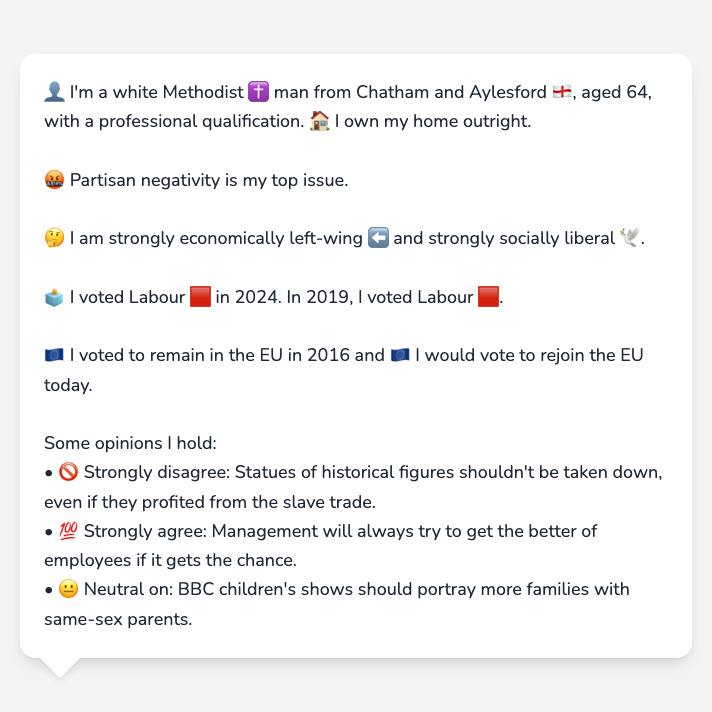 👤 I'm a white Methodist ✝️ man from Chatham and Aylesford 🏴󠁧󠁢󠁥󠁮󠁧󠁿, aged 64,
with a professional qualification. 🏠 I own my home outright.
🤬 Partisan negativity is my top issue.
🤔 I am strongly economically left-wing ⬅️ and strongly socially liberal 🕊️.
🗳️ I voted Labour 🟥 in 2024. In 2019, I voted Labour 🟥.
🇪🇺 I voted to remain in the EU in 2016 and 🇪🇺 I would vote to rejoin the EU
today.
Some opinions I hold:
• 🚫 Strongly disagree: Statues of historical figures shouldn't be taken down,
even if they profited from the slave trade.
• 💯 Strongly agree: Management will always try to get the better of
employees if it gets the chance.
• 😐 Neutral on: BBC children's shows should portray more families with
same-sex parents.